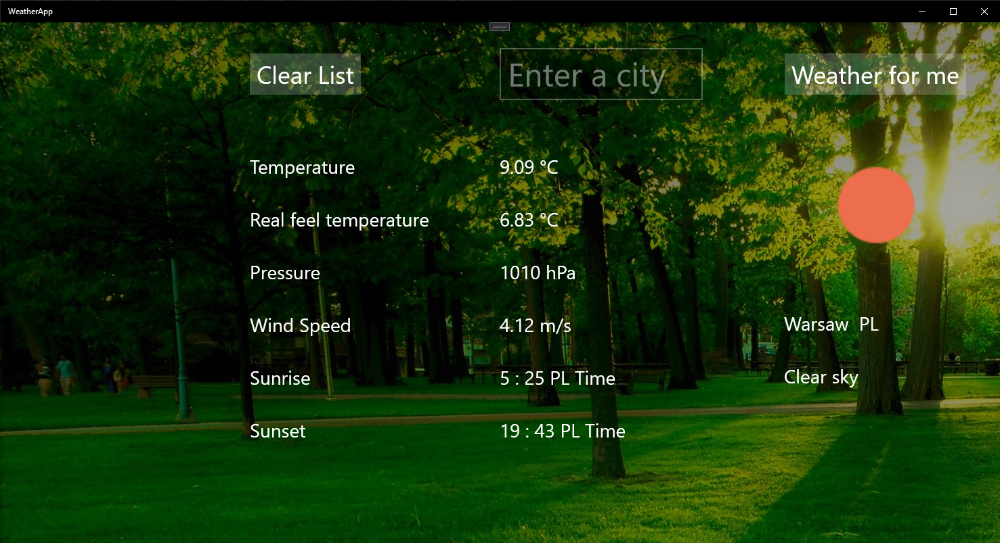 WeatherApp
Clear List
Enter a city
Weather for me
Temperature
9.09 °C
Real feel temperature
6.83 °C
Pressure
1010 hPa
Wind Speed
4.12 m/s
Sunrise
5 : 25 PL Time
Sunset
19 : 43 PL Time
Warsaw  PL
Clear sky